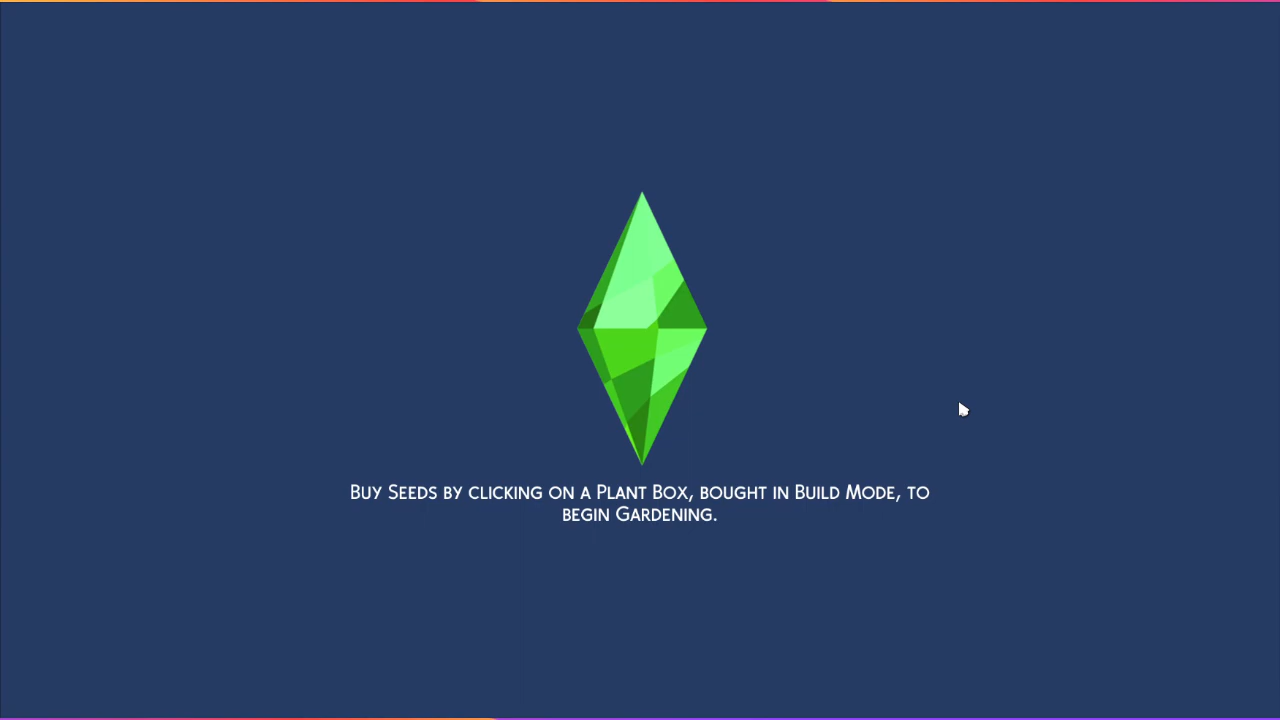 Buy Seeds by clicking on a Plant Box, bought in Build Mode, to
begin Gardening.